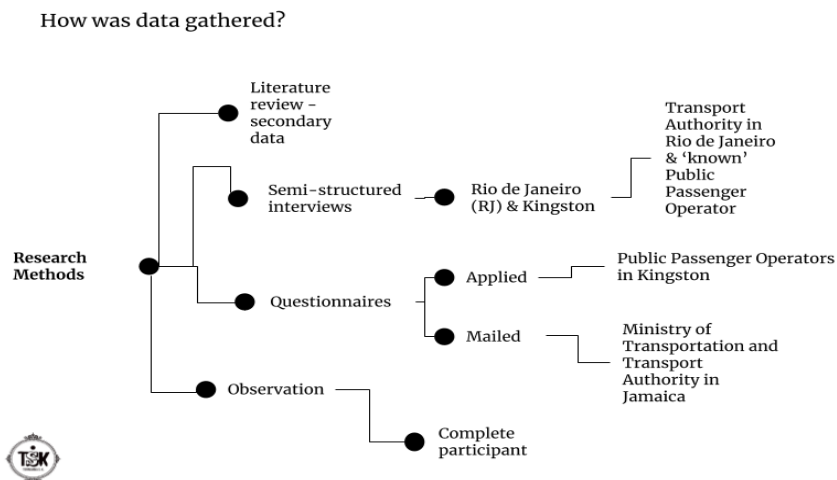 How was data gathered?
Literature
review -
secondary
data
Transport
Authority in
Rio de Janeiro
& ‘known’
Public
Passenger
Operator
Semi-structured
interviews
Rio de Janeiro
(RJ) & Kingston
Research
Methods
Public Passenger Operators
in Kingston
Applied
Questionnaires
Mailed
Ministry of
Transportation and
Transport
Authority in
Jamaica
Observation
Complete
participant
TSK